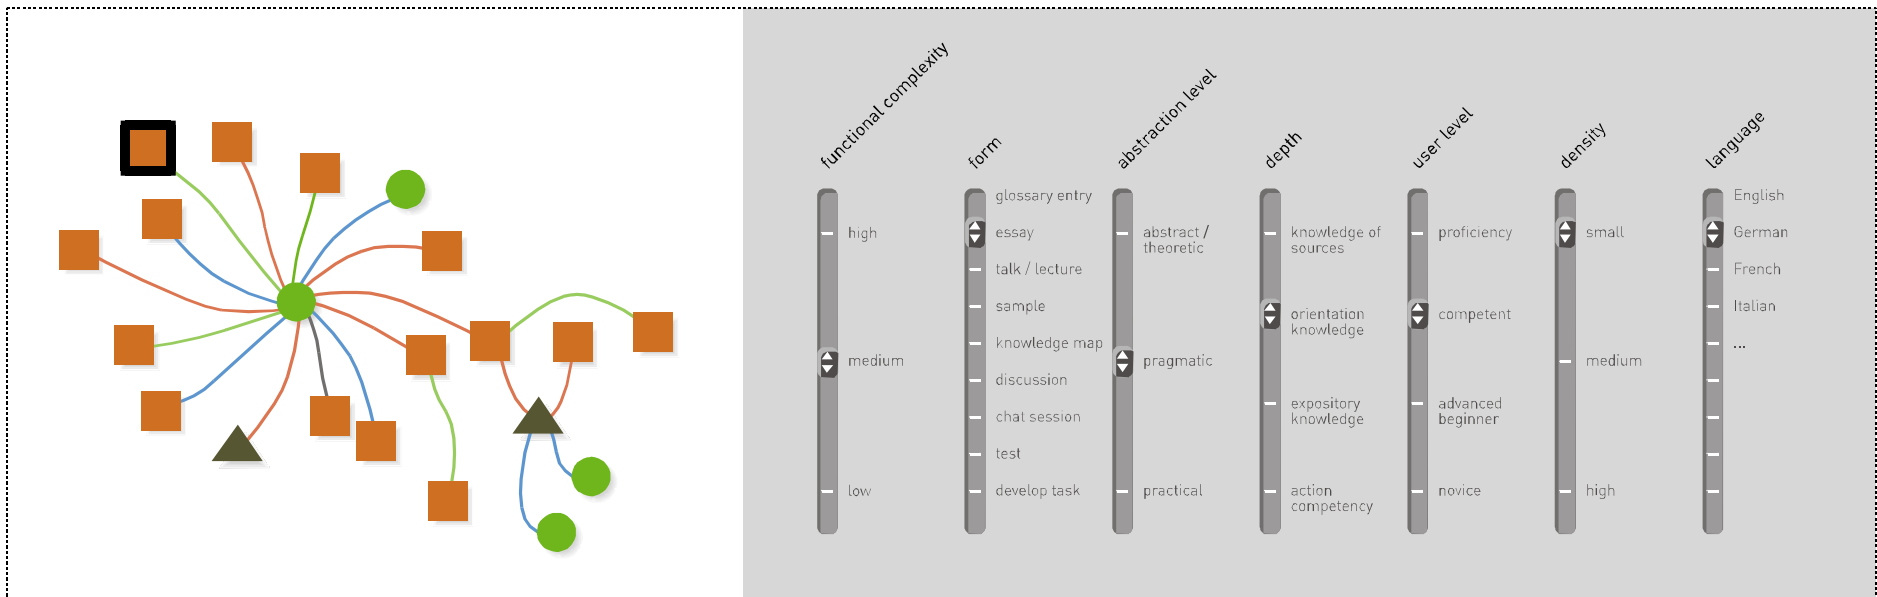 functional complexity
high
medium
low
form
glossary entry
essay
talk / lecture
sample
knowledge map
discussion
chat session
test
develop task
abstraction level
abstract /
theoretic
pragmatic
practical
depth
knowledge of
sources
orientation
knowledge
expository
knowledge
action
competency
user level
proficiency
competent
advanced
beginner
novice
density
small
medium
high
language
English
German
French
Italian
...